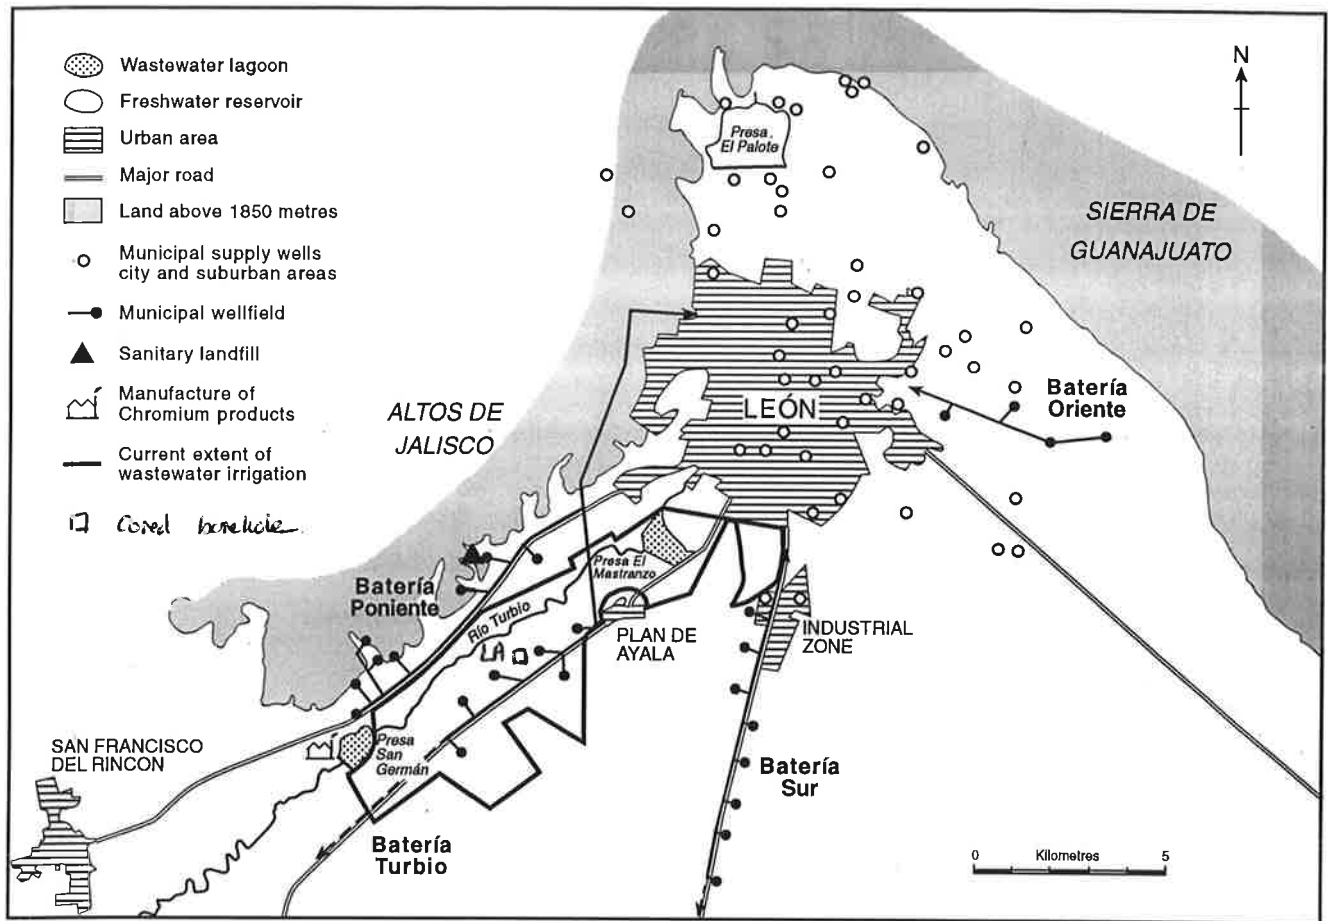 Wastewater lagoon
Freshwater reservoir
Urban area
Major road
Land above 1850 metres
Municipal supply wells
city and suburban areas
Municipal wellfield
Sanitary landfill
Manufacture of
Chromium products
Current extent of
wastewater irrigation
Cored borehole
N
Presa
El Palote
SIERRA DE
GUANAJUATO
ALTOS DE
JALISCO
LEÓN
Batería
Oriente
Batería
Poniente
Presa El
Mastranzo
Río Turbio
LA
PLAN DE
AYALA
INDUSTRIAL
ZONE
SAN FRANCISCO
DEL RINCON
Presa
San
Germán
Batería
Sur
Batería
Turbio
0 Kilometres 5